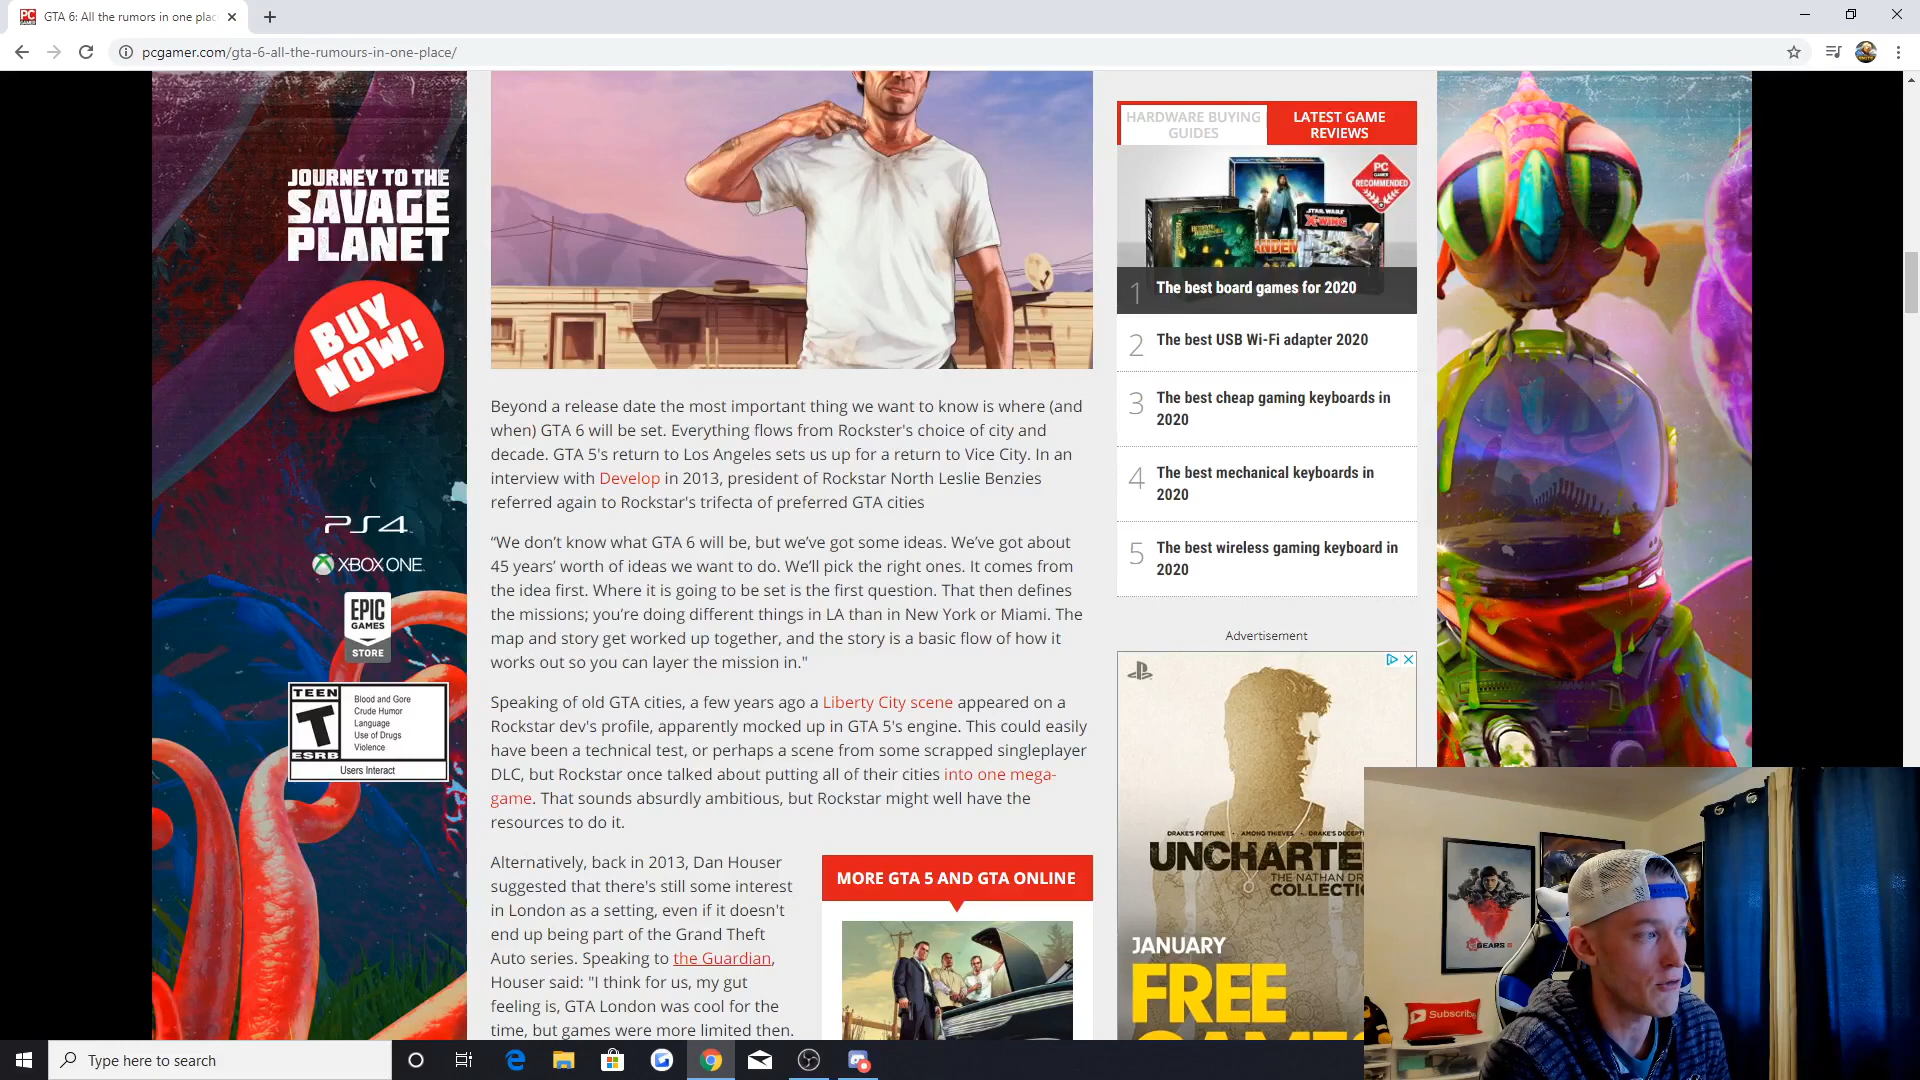 GTA 6: All the rumors in one plac
pcgamer.com/gta-6-all-the-rumours-in-one-place/
JOURNEY TO THE
SAVAGE
PLANET
BUY
NOW!
PS4
XBOX ONE
EPIC
GAMES
STORE
TEEN
T
ESRB
Blood and Gore
Crude Humor
Language
Use of Drugs
Violence
Users Interact
Beyond a release date the most important thing we want to know is where (and
when) GTA 6 will be set. Everything flows from Rockster's choice of city and
decade. GTA 5's return to Los Angeles sets us up for a return to Vice City. In an
interview with Develop in 2013, president of Rockstar North Leslie Benzies
referred again to Rockstar's trifecta of preferred GTA cities
“We don’t know what GTA 6 will be, but we’ve got some ideas. We’ve got about
45 years’ worth of ideas we want to do. We’ll pick the right ones. It comes from
the idea first. Where it is going to be set is the first question. That then defines
the missions; you’re doing different things in LA than in New York or Miami. The
map and story get worked up together, and the story is a basic flow of how it
works out so you can layer the mission in."
Speaking of old GTA cities, a few years ago a Liberty City scene appeared on a
Rockstar dev's profile, apparently mocked up in GTA 5's engine. This could easily
have been a technical test, or perhaps a scene from some scrapped singleplayer
DLC, but Rockstar once talked about putting all of their cities into one mega-
game. That sounds absurdly ambitious, but Rockstar might well have the
resources to do it.
Alternatively, back in 2013, Dan Houser
suggested that there's still some interest
in London as a setting, even if it doesn't
end up being part of the Grand Theft
Auto series. Speaking to the Guardian,
Houser said: "I think for us, my gut
feeling is, GTA London was cool for the
time, but games were more limited then.
MORE GTA 5 AND GTA ONLINE
HARDWARE BUYING
GUIDES
LATEST GAME
REVIEWS
PC
GAMER
RECOMMENDED
STAR WARS
X-WING
ANDEM
1 The best board games for 2020
2 The best USB Wi-Fi adapter 2020
3 The best cheap gaming keyboards in
2020
4 The best mechanical keyboards in
2020
5 The best wireless gaming keyboard in
2020
Advertisement
DRAKE'S FORTUNE • AMONG THIEVES • DRAKE'S DECEPT
UNCHARTE
THE NATHAN DR
COLLECTI
JANUARY
FREE
GAME
GEARS
Subscribe
Type here to search